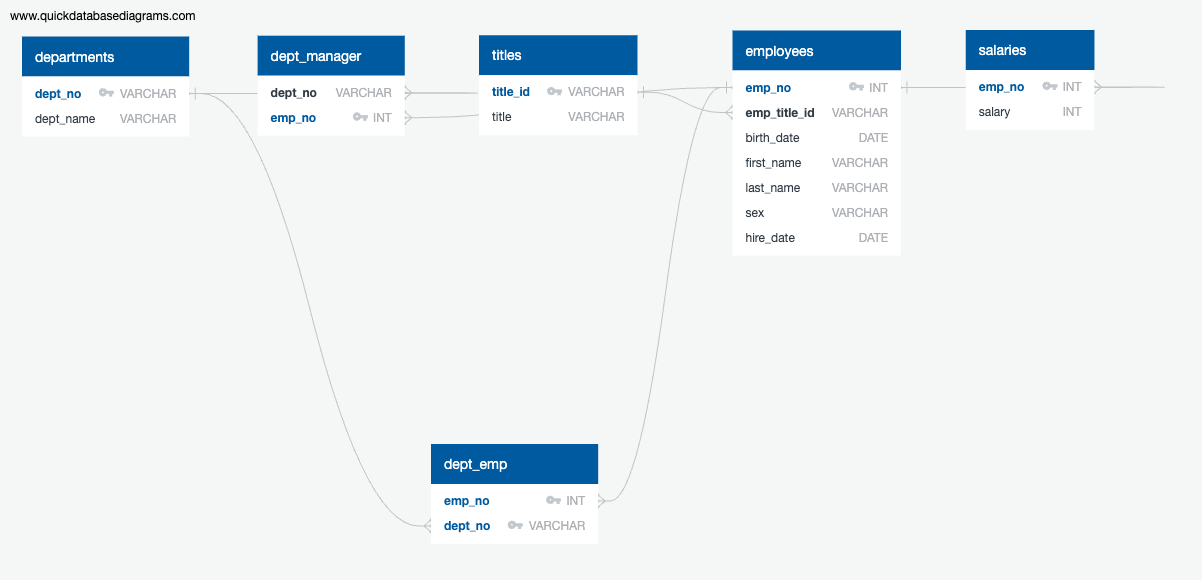 www.quickdatabasediagrams.com
departments
dept_no VARCHAR
dept_name VARCHAR
dept_manager
dept_no VARCHAR
emp_no INT
titles
title_id VARCHAR
title VARCHAR
employees
emp_no INT
emp_title_id VARCHAR
birth_date DATE
first_name VARCHAR
last_name VARCHAR
sex VARCHAR
hire_date DATE
salaries
emp_no INT
salary INT
dept_emp
emp_no INT
dept_no VARCHAR